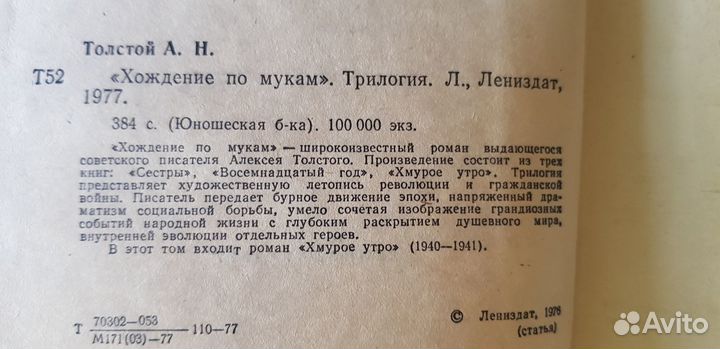 Толстой А. Н.
Т52 «Хождение по мукам». Трилогия. Л., Лениздат,
1977.
384 с. (Юношеская б-ка). 100 000 экз.
«Хождение по мукам» — широкоизвестный роман выдающегося
советского писателя Алексея Толстого. Произведение состоит из трех
книг: «Сестры», «Восемнадцатый год», «Хмурое утро». Трилогия
представляет художественную летопись революции и гражданской
войны. Писатель передает бурное движение эпохи, напряженный дра-
матизм социальной борьбы, умело сочетая изображение грандиозных
событий народной жизни с глубоким раскрытием душевного мира,
внутренней эволюции отдельных героев.
В этот том входит роман «Хмурое утро» (1940—1941).
70302—053
Т ————— —110—77
М171(03)—77
© Лениздат, 1976
(статья)
Avito